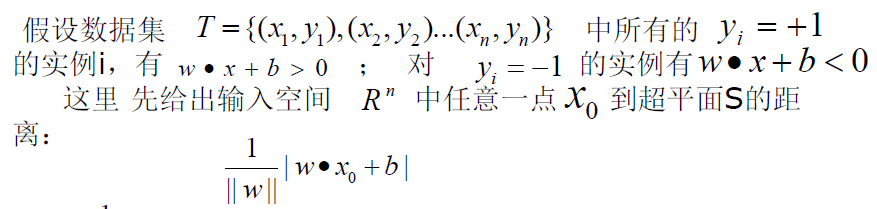 假设数据集 T = {(x₁, y₁), (x₂, y₂)...(xₙ, yₙ)} 中所有的 yᵢ = +1
的实例i，有 w • x + b > 0 ； 对 yᵢ = −1 的实例有 w • x + b < 0
这里 先给出输入空间 Rⁿ 中任意一点 x₀ 到超平面S的距
离：
1/||w|| | w • x₀ + b |